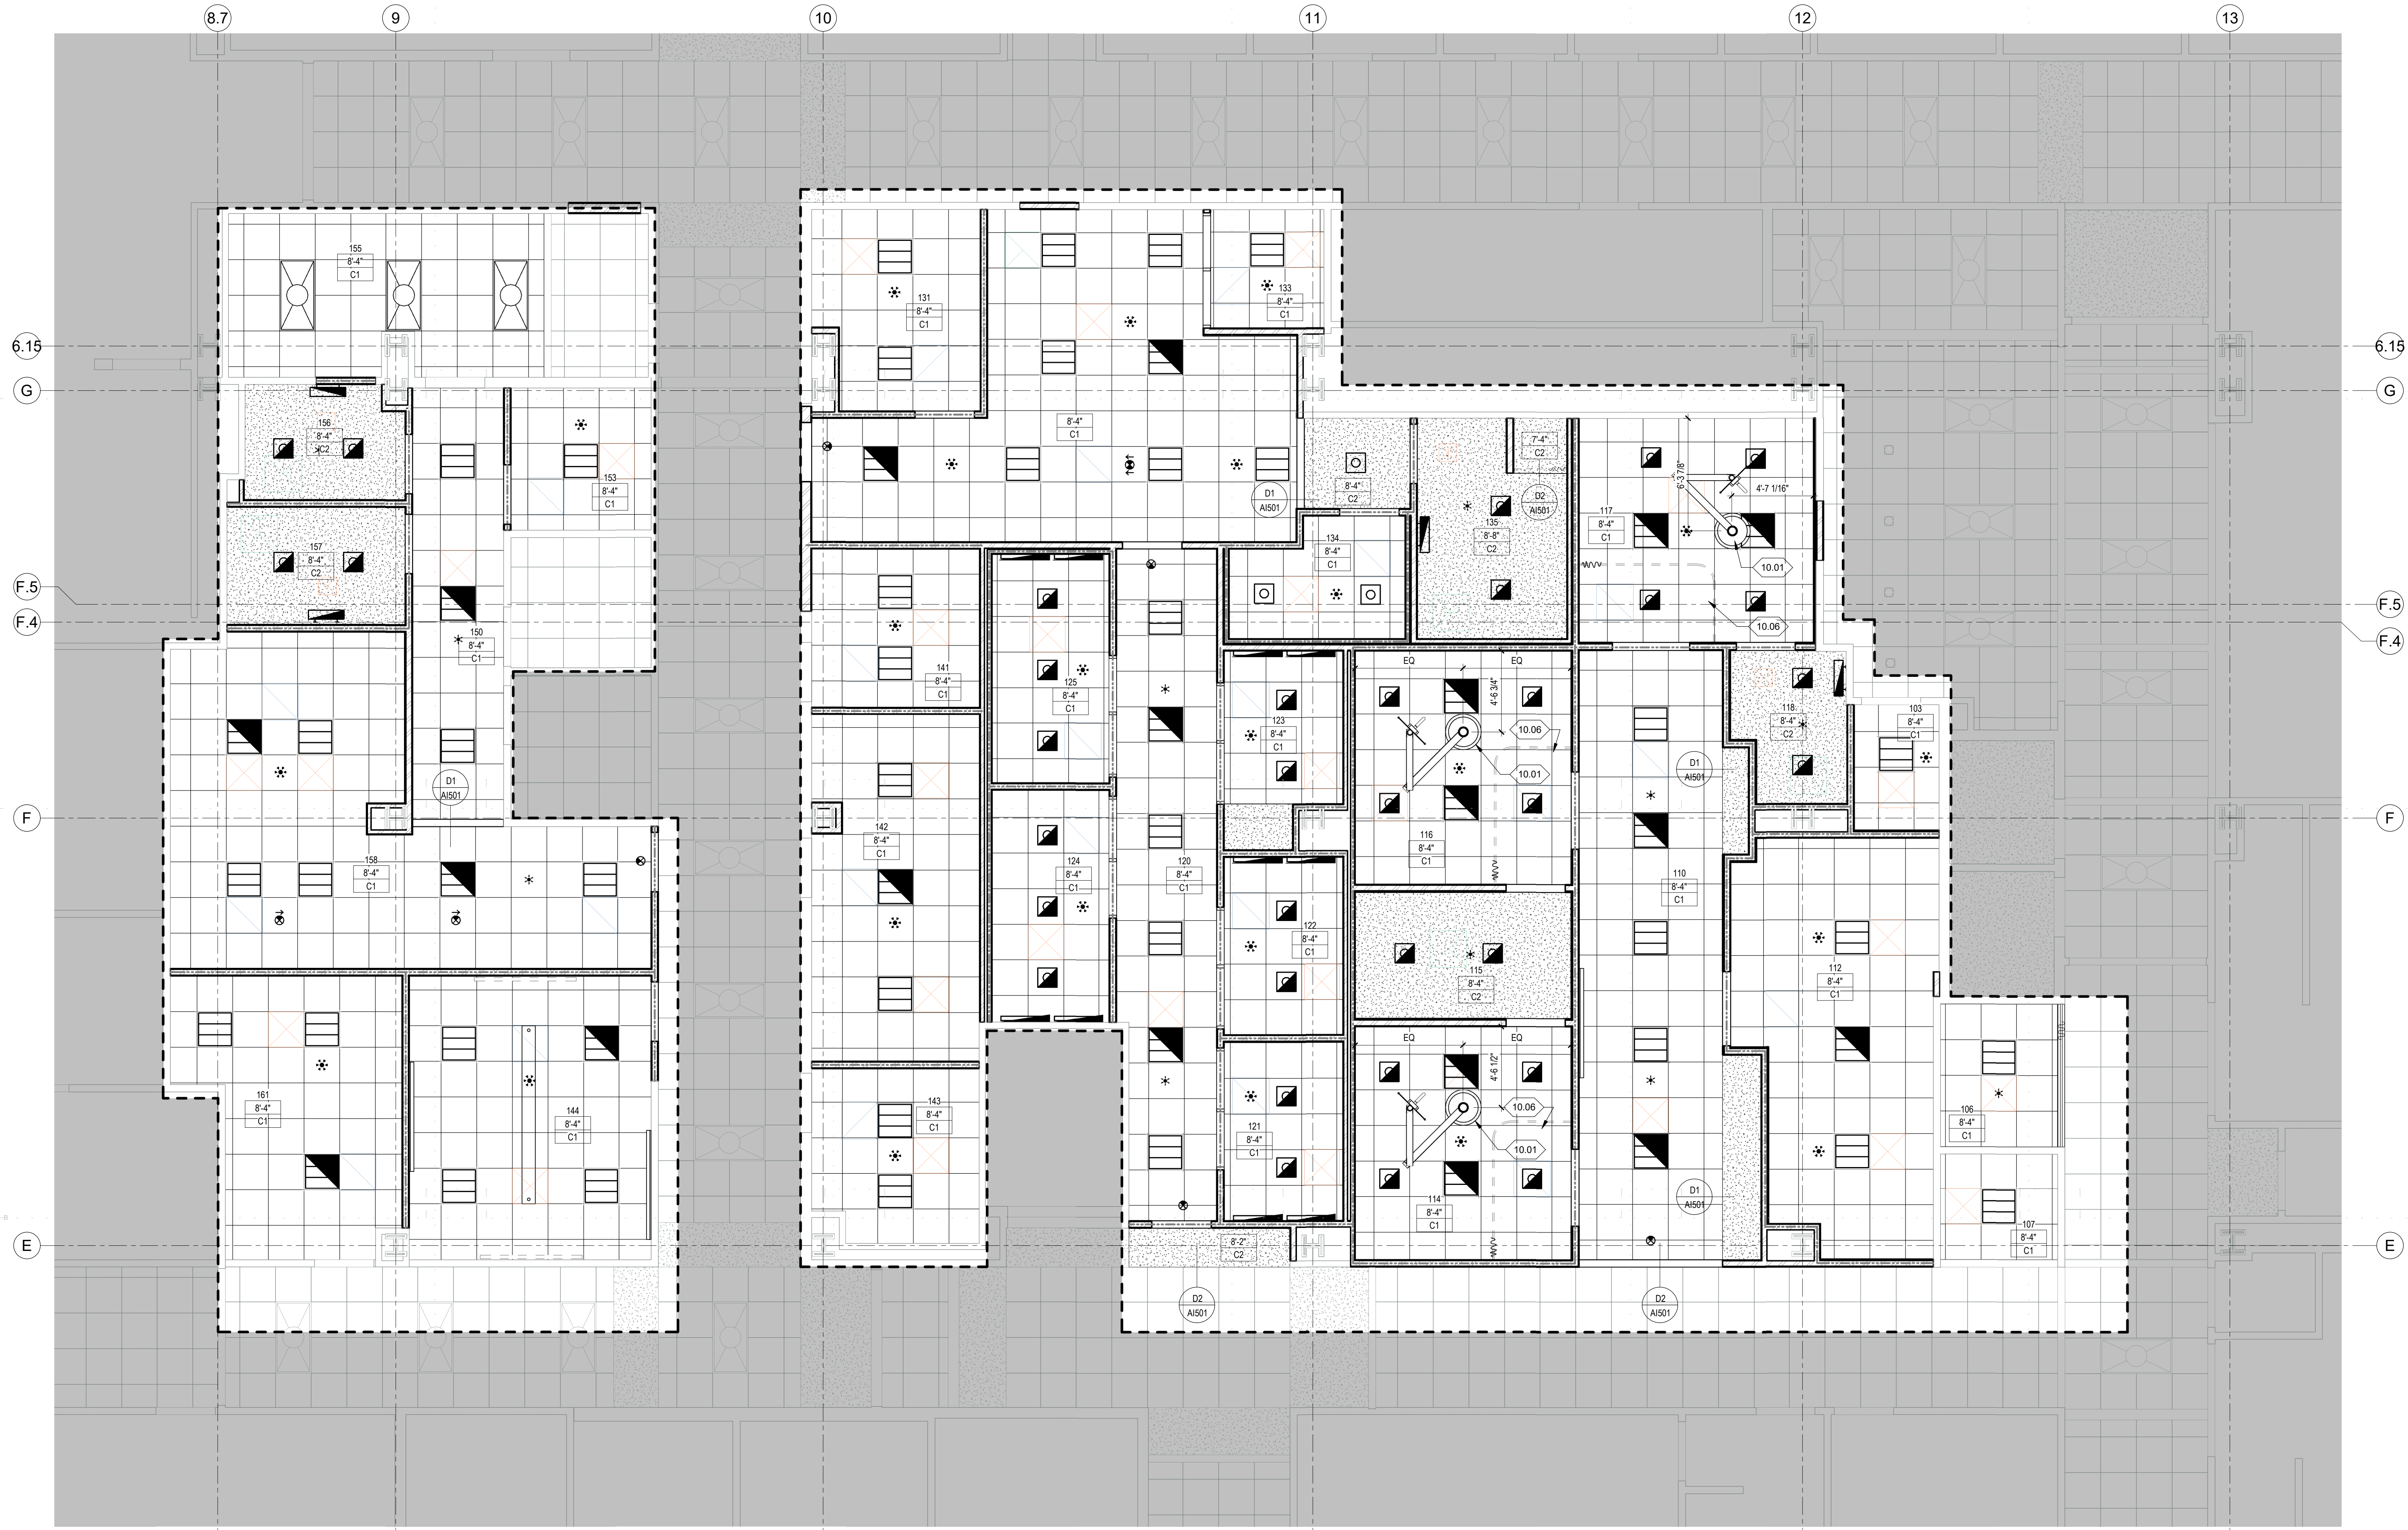 8.7
9
10
11
12
13
155
8'-4"
C1
131
8'-4"
C1
133
8'-4"
C1
6.15
6.15
G
G
156
8'-4"
C2
153
8'-4"
C1
8'-4"
C1
7'-4"
C2
8'-4"
C2
D1
AI501
D2
AI501
6'-3 7/8"
4'-7 1/16"
117
8'-4"
C1
135
8'-8"
C2
134
8'-4"
C1
157
8'-4"
C2
10.01
F.5
F.5
F.4
10.06
F.4
150
8'-4"
C1
141
8'-4"
C1
125
8'-4"
C1
EQ
EQ
4'-6 3/4"
123
8'-4"
C1
10.06
10.01
118
8'-4"
C2
103
8'-4"
C1
D1
AI501
D1
AI501
F
F
142
8'-4"
C1
116
8'-4"
C1
158
8'-4"
C1
124
8'-4"
C1
120
8'-4"
C1
110
8'-4"
C1
122
8'-4"
C1
115
8'-4"
C2
112
8'-4"
C1
EQ
EQ
4'-6 1/2"
161
8'-4"
C1
144
8'-4"
C1
143
8'-4"
C1
121
8'-4"
C1
10.06
10.01
106
8'-4"
C1
114
8'-4"
C1
D1
AI501
107
8'-4"
C1
E
E
8'-2"
C2
D2
AI501
D2
AI501